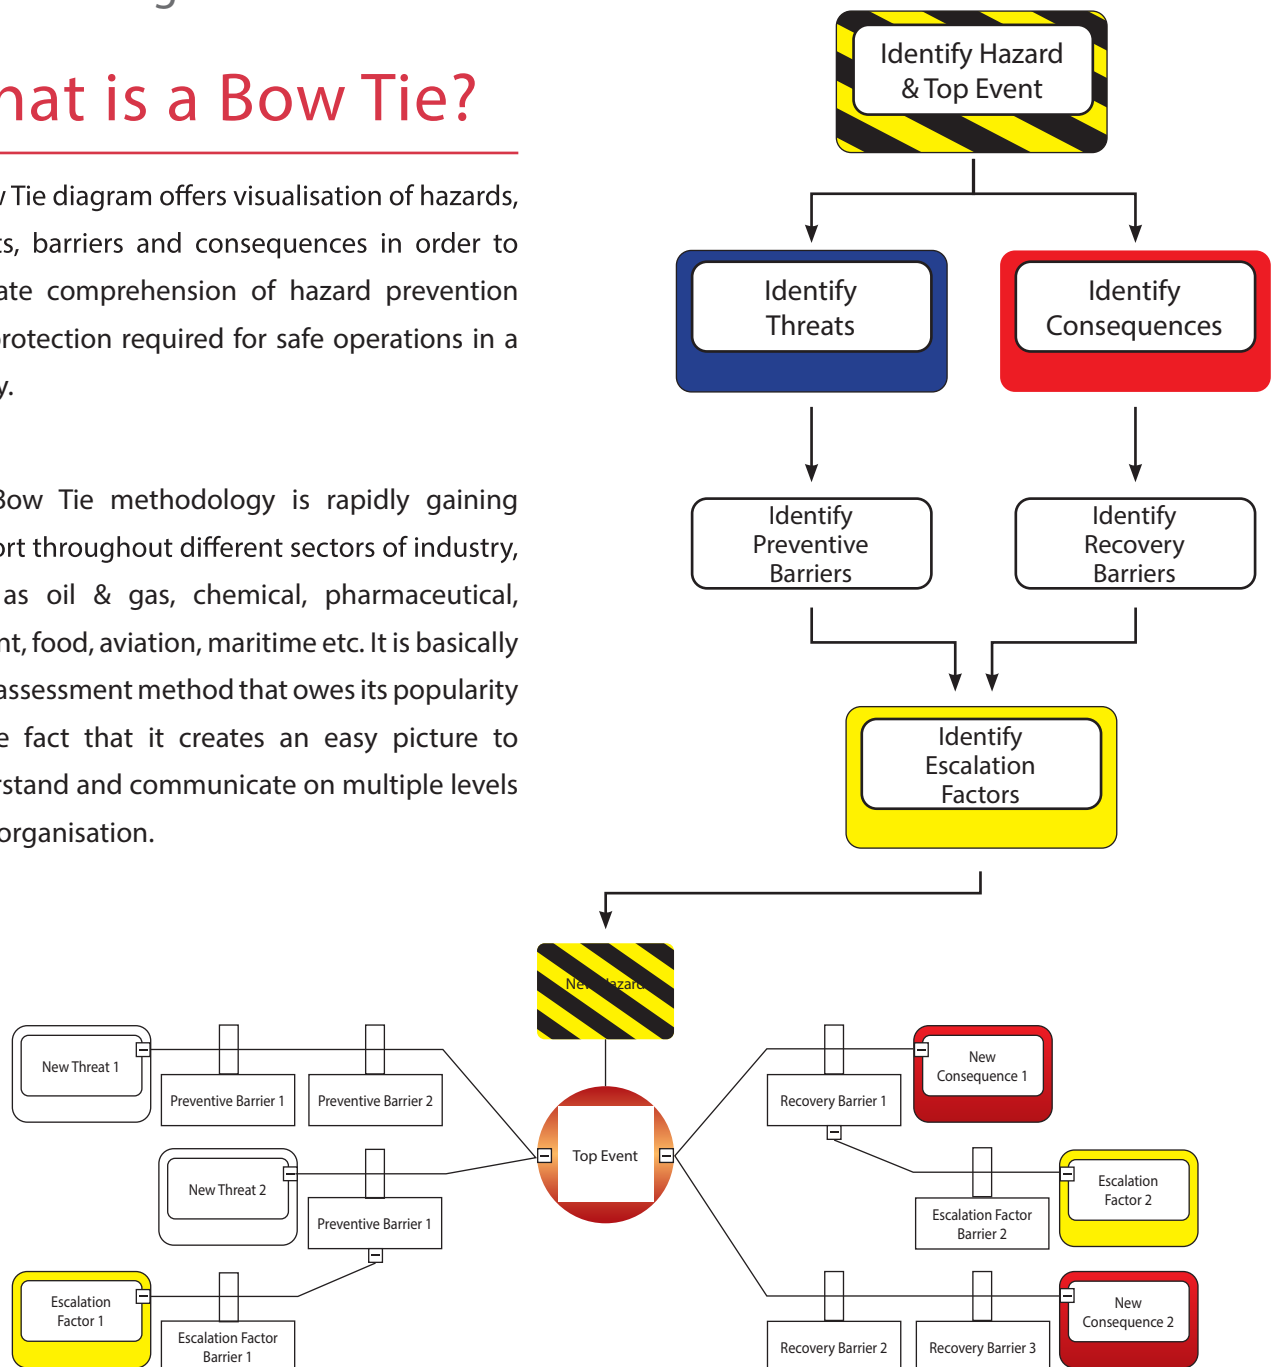 hat is a Bow Tie?
w Tie diagram offers visualisation of hazards,
ts, barriers and consequences in order to
ate comprehension of hazard prevention
protection required for safe operations in a
y.
Bow Tie methodology is rapidly gaining
ort throughout different sectors of industry,
as oil & gas, chemical, pharmaceutical,
nt, food, aviation, maritime etc. It is basically
assessment method that owes its popularity
e fact that it creates an easy picture to
rstand and communicate on multiple levels
organisation.
Identify Hazard
& Top Event
Identify
Threats
Identify
Consequences
Identify
Preventive
Barriers
Identify
Recovery
Barriers
Identify
Escalation
Factors
New Hazard
New Threat 1
Preventive Barrier 1
Preventive Barrier 2
New Threat 2
Preventive Barrier 1
Escalation
Factor 1
Escalation Factor
Barrier 1
Top Event
Recovery Barrier 1
New
Consequence 1
Escalation Factor
Barrier 2
Escalation
Factor 2
Recovery Barrier 2
Recovery Barrier 3
New
Consequence 2